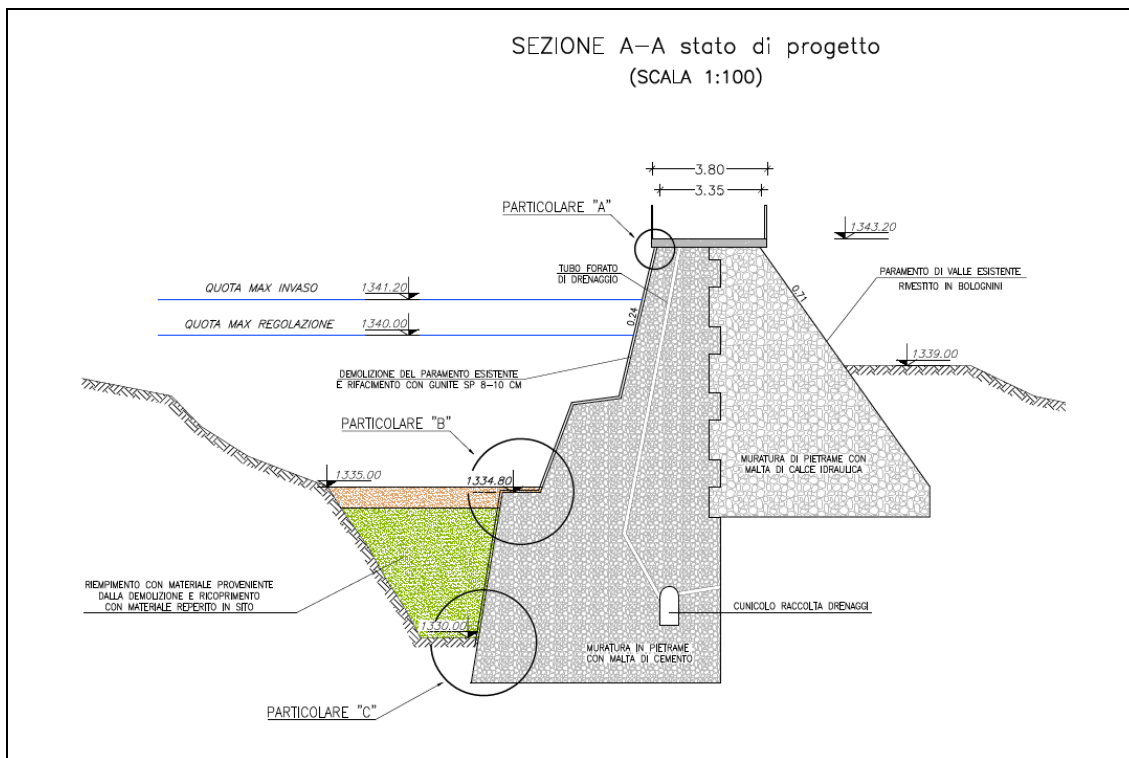 SEZIONE A-A stato di progetto
(SCALA 1:100)
3.80
3.35
PARTICOLARE "A"
1343.20
TUBO FORATO
DI DRENAGGIO
PARAMENTO DI VALLE ESISTENTE
RIVESTITO IN BOLOGNINI
QUOTA MAX INVASO
1341.20
0.24
0.71
QUOTA MAX REGOLAZIONE
1340.00
1339.00
DEMOLIZIONE DEL PARAMENTO ESISTENTE
E RIFACIMENTO CON GUNITE SP 8-10 CM
PARTICOLARE "B"
MURATURA DI PIETRAME CON
MALTA DI CALCE IDRAULICA
1335.00
1334.80
RIEMPIMENTO CON MATERIALE PROVENIENTE
DALLA DEMOLIZIONE E RICOPRIMENTO
CON MATERIALE REPERITO IN SITO
1330.00
CUNICOLO RACCOLTA DRENAGGI
MURATURA IN PIETRAME
CON MALTA DI CEMENTO
PARTICOLARE "C"